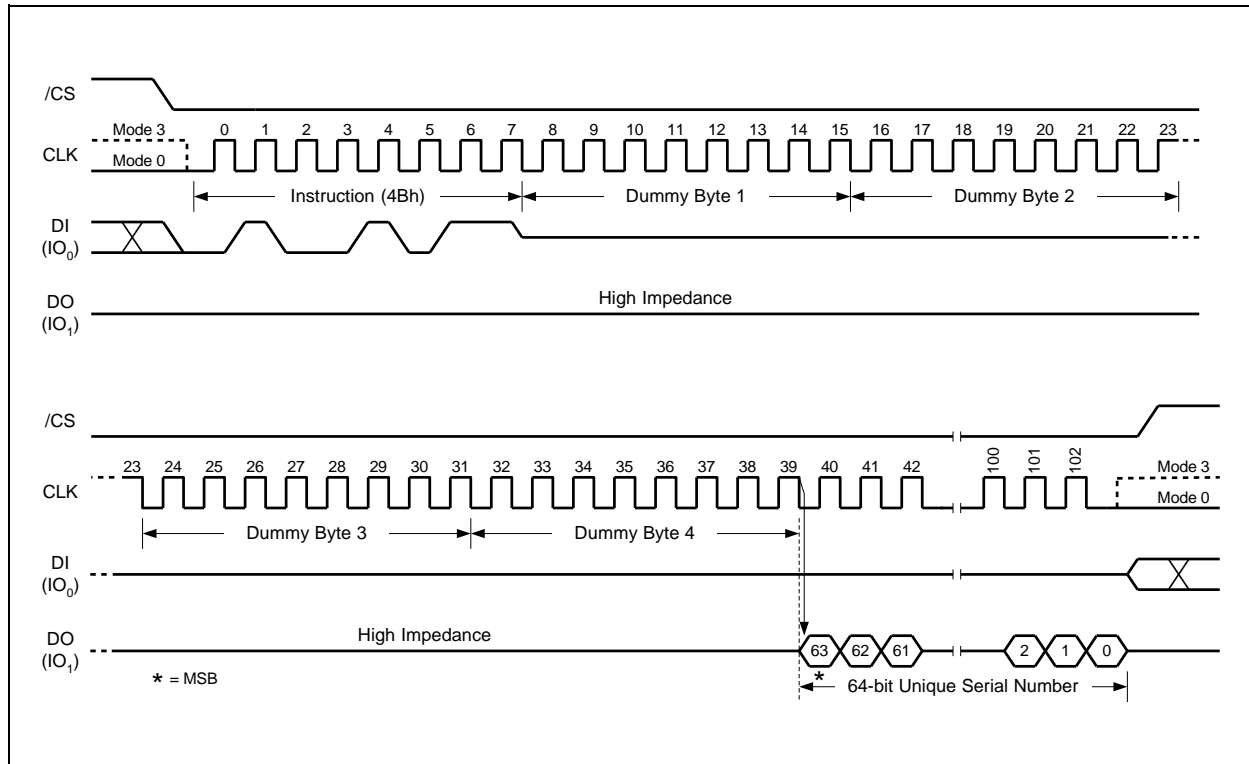 /CS
Mode 3
0 1 2 3 4 5 6 7 8 9 10 11 12 13 14 15 16 17 18 19 20 21 22 23
CLK
Mode 0
Instruction (4Bh) Dummy Byte 1 Dummy Byte 2
DI
(IO0)
High Impedance
DO
(IO1)
/CS
23 24 25 26 27 28 29 30 31 32 33 34 35 36 37 38 39 40 41 42 100 101 102
Mode 3
CLK
Mode 0
Dummy Byte 3 Dummy Byte 4
DI
(IO0)
High Impedance
DO
(IO1)
63 62 61 2 1 0
* = MSB
* 64-bit Unique Serial Number